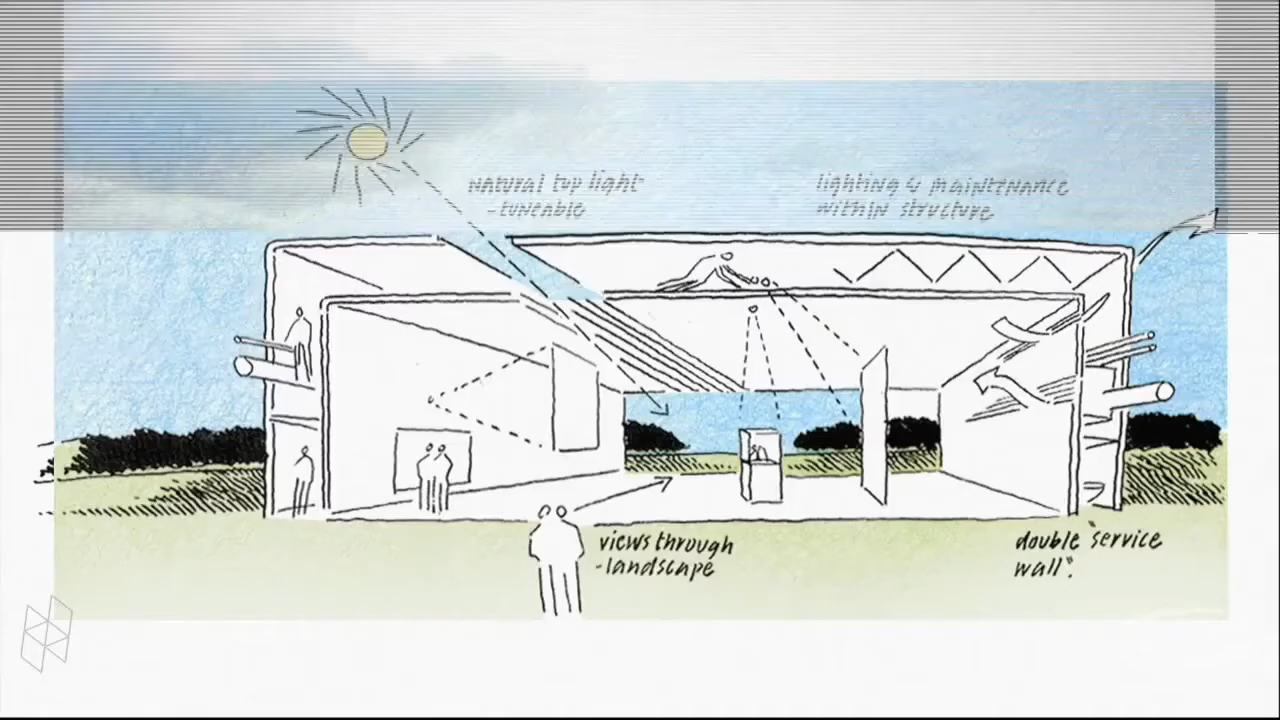 natural top light
-tuneable
lighting & maintenance
within structure
views through
-landscape
double "service
wall".